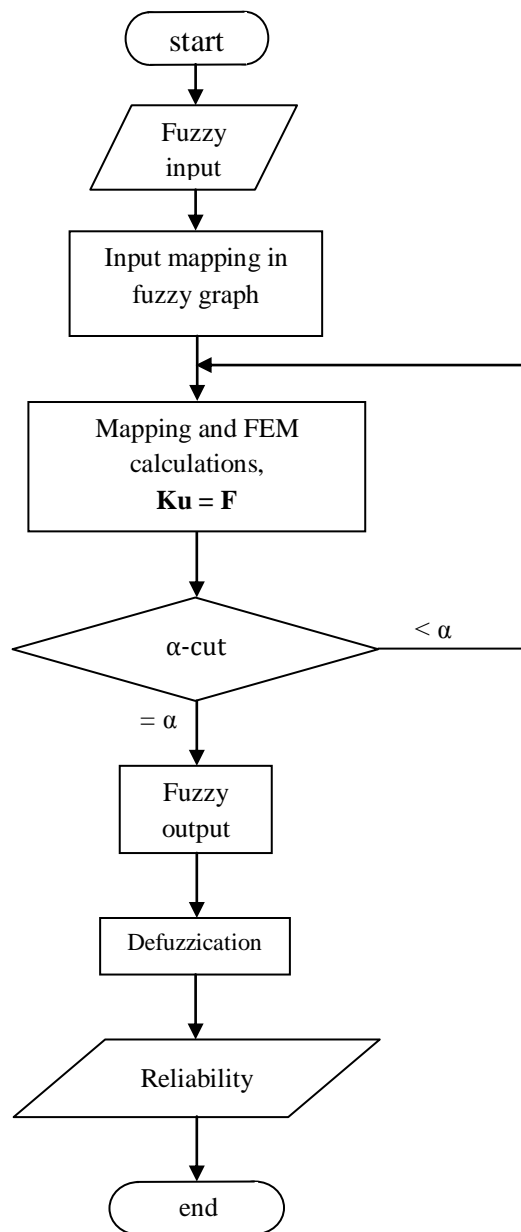 start
Fuzzy
input
Input mapping in
fuzzy graph
Mapping and FEM
calculations,
Ku = F
α-cut
< α
= α
Fuzzy
output
Defuzzication
Reliability
end